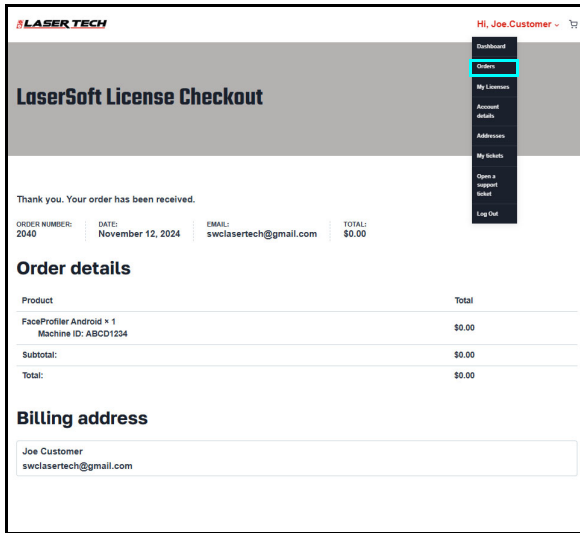 LASER TECH
Hi, Joe.Customer
Dashboard
Orders
My Licenses
Account
details
Addresses
My tickets
Open a
support
ticket
Log Out
LaserSoft License Checkout
Thank you. Your order has been received.
ORDER NUMBER: DATE: EMAIL: TOTAL:
2040 November 12, 2024 swclasertech@gmail.com $0.00
Order details
Product Total
FaceProfiler Android × 1
Machine ID: ABCD1234 $0.00
Subtotal: $0.00
Total: $0.00
Billing address
Joe Customer
swclasertech@gmail.com